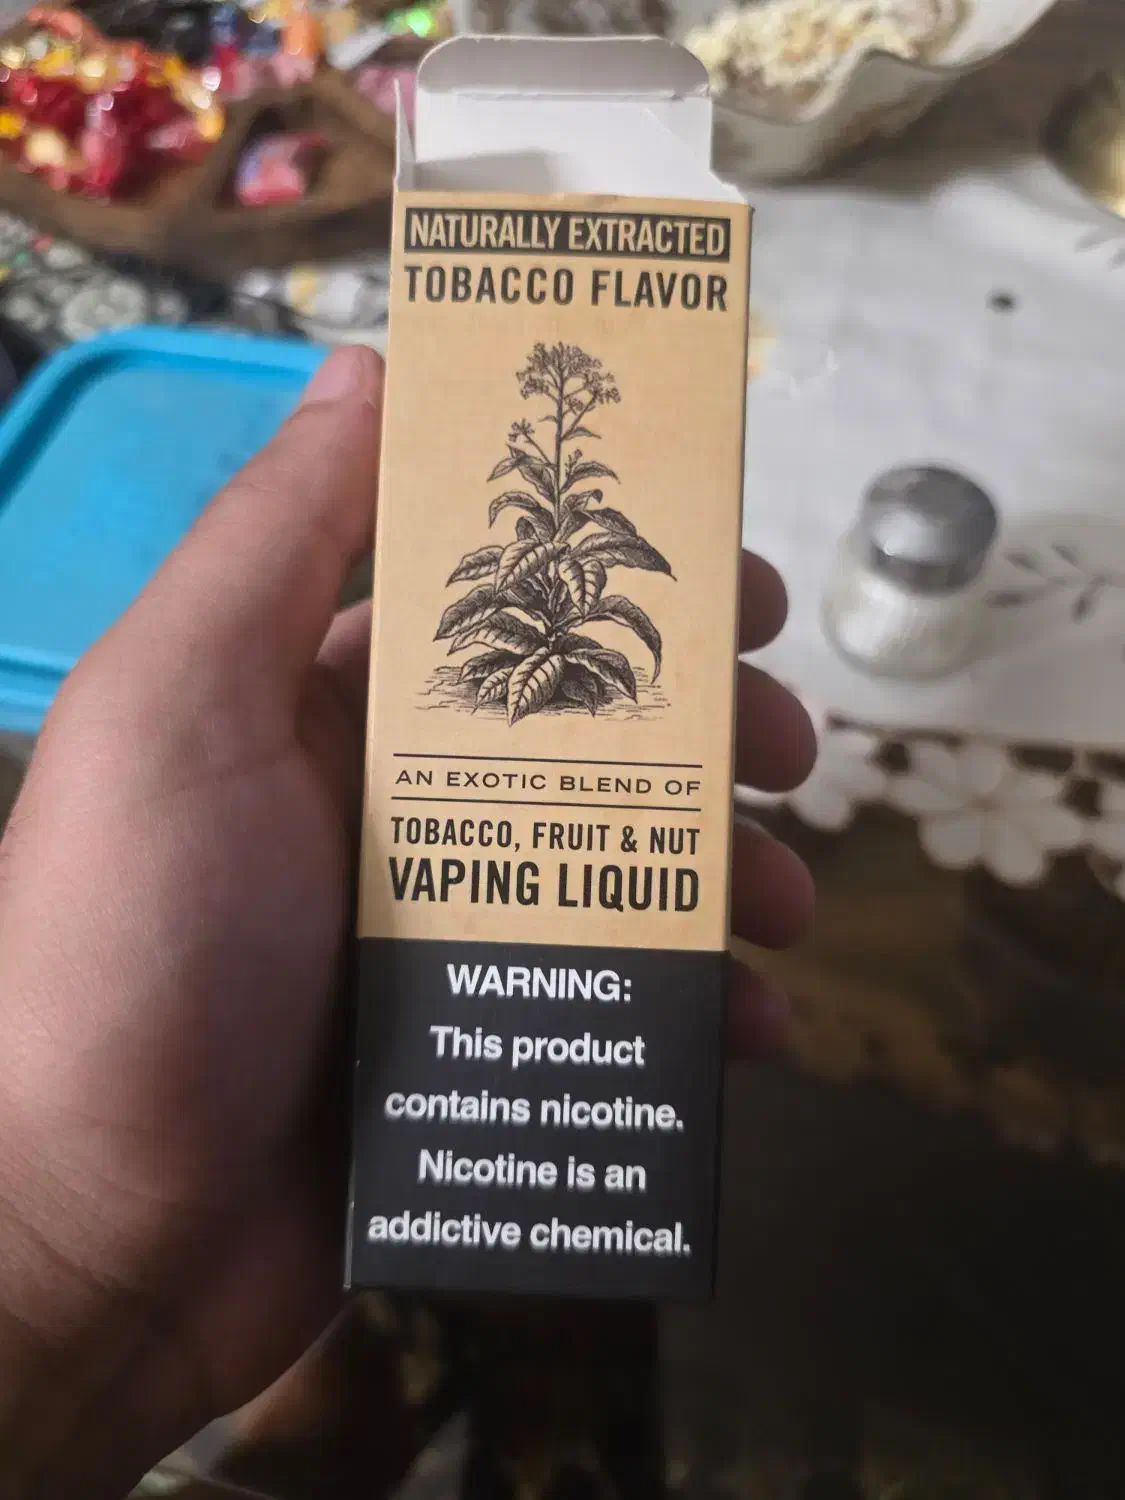 NATURALLY EXTRACTED
TOBACCO FLAVOR
AN EXOTIC BLEND OF
TOBACCO, FRUIT & NUT
VAPING LIQUID
WARNING:
This product
contains nicotine.
Nicotine is an
addictive chemical.